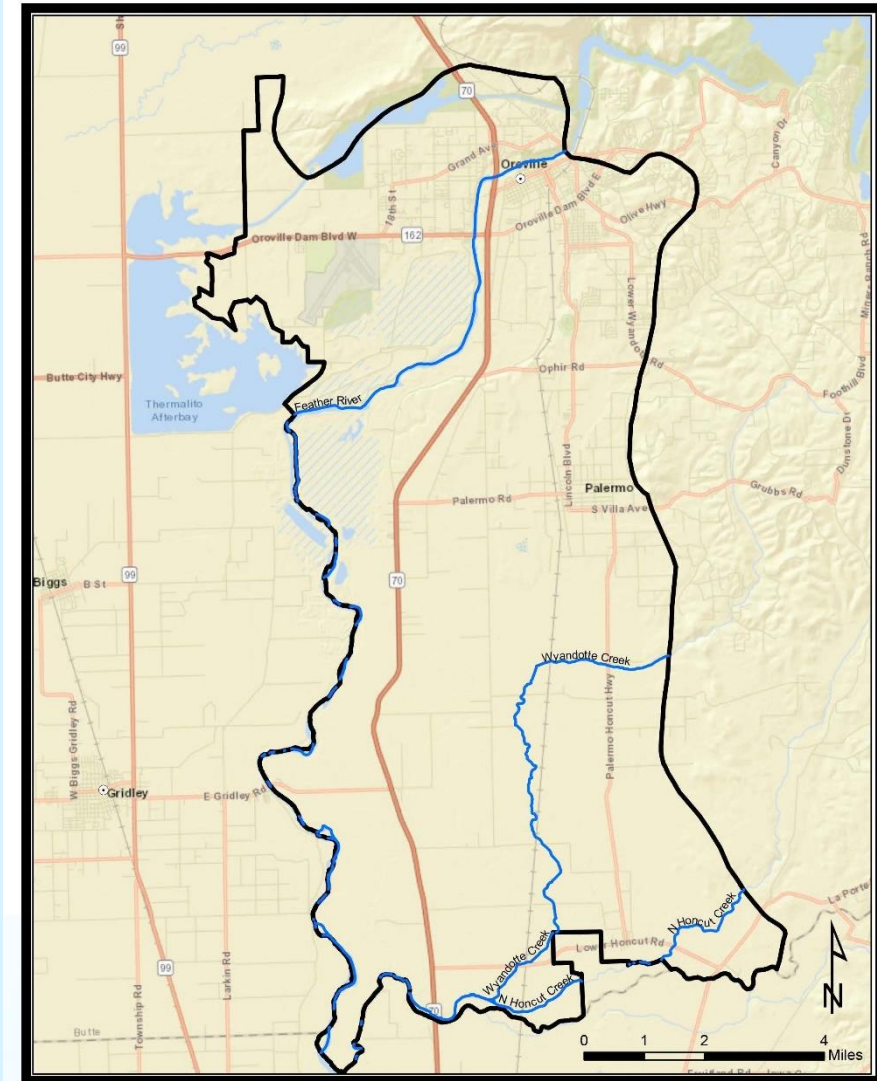 Sh
99
70
Canyon Dr
Grand Ave
Oroville
18th St
Oroville Dam Blvd E
Olive Hwy
Oroville Dam Blvd W
162
Lower Wyandotte Rd
Miners Ranch Rd
Butte City Hwy
Ophir Rd
Foothill Blvd
Thermalito
Afterbay
Feather River
Dunstone Dr
Lincoln Blvd
Palermo
Grubbs Rd
Palermo Rd
S Villa Ave
99
Biggs
B St
70
Wyandotte Creek
Palermo Honcut Hwy
W Biggs Gridley Rd
Gridley
E Gridley Rd
La Porte
N Honcut Creek
Lower Honcut Rd
Wyandotte Creek
N Honcut Creek
Larkin Rd
99
Township Rd
70
N
Butte
0 1 2 4
Miles